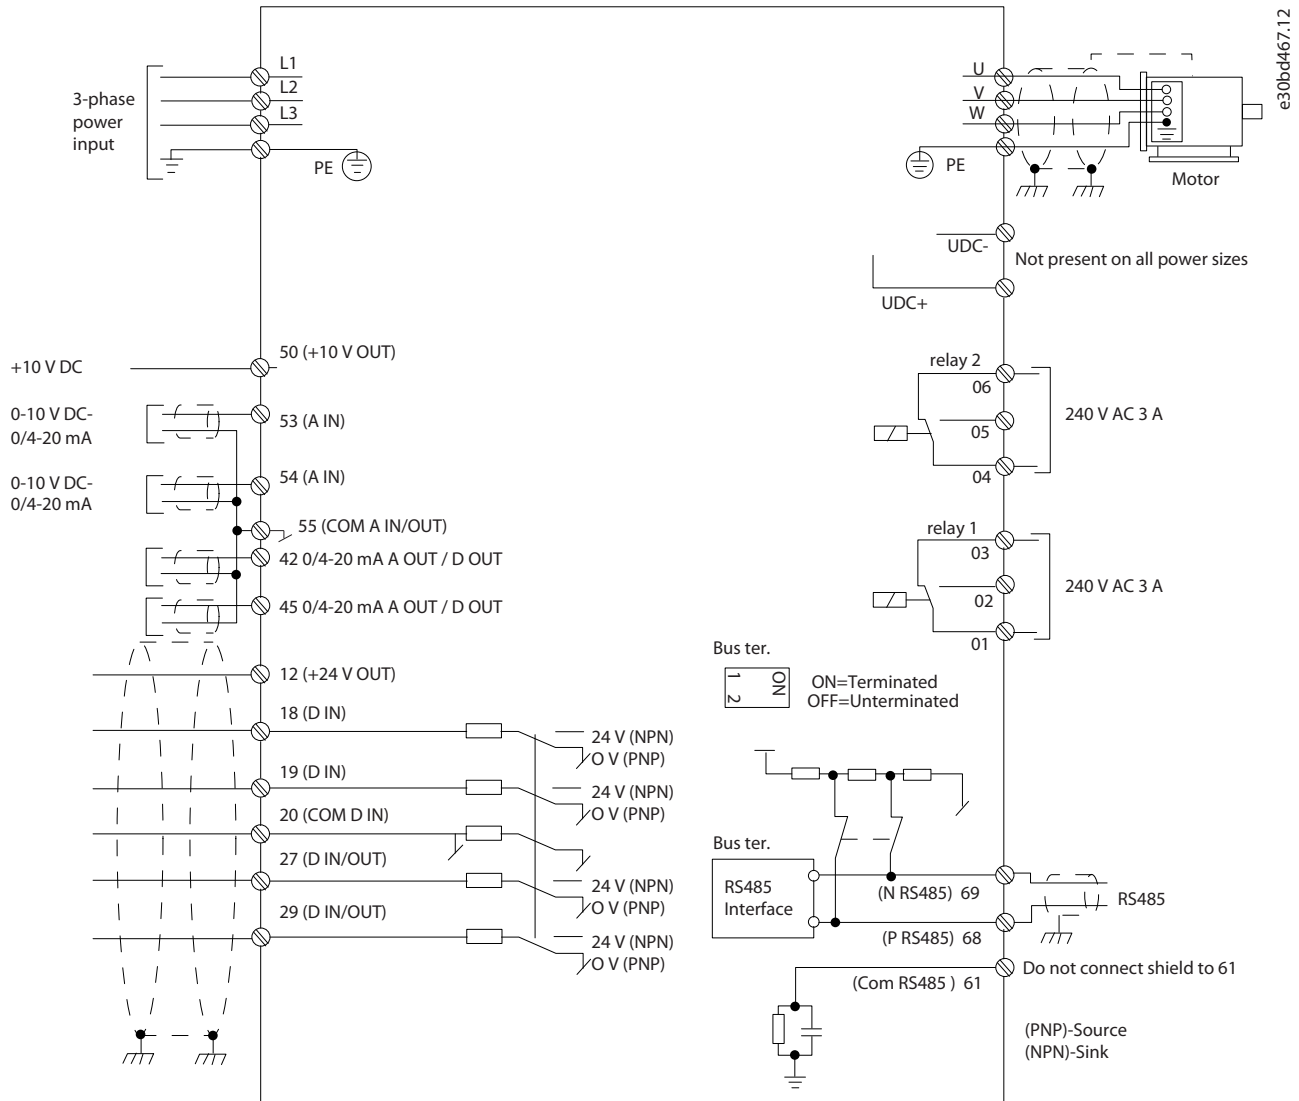 e30bd467.12
3-phase
power
input
L1
L2
L3
PE
U
V
W
PE
Motor
UDC-
Not present on all power sizes
UDC+
+10 V DC
50 (+10 V OUT)
0-10 V DC-
0/4-20 mA
53 (A IN)
0-10 V DC-
0/4-20 mA
54 (A IN)
55 (COM A IN/OUT)
42 0/4-20 mA A OUT / D OUT
45 0/4-20 mA A OUT / D OUT
12 (+24 V OUT)
18 (D IN)
24 V (NPN)
O V (PNP)
19 (D IN)
24 V (NPN)
O V (PNP)
20 (COM D IN)
27 (D IN/OUT)
24 V (NPN)
O V (PNP)
29 (D IN/OUT)
24 V (NPN)
O V (PNP)
relay 2
06
05
04
240 V AC 3 A
relay 1
03
02
01
240 V AC 3 A
Bus ter.
1
2
ON
ON=Terminated
OFF=Unterminated
Bus ter.
RS485
Interface
(N RS485) 69
RS485
(P RS485) 68
(Com RS485 ) 61
Do not connect shield to 61
(PNP)-Source
(NPN)-Sink